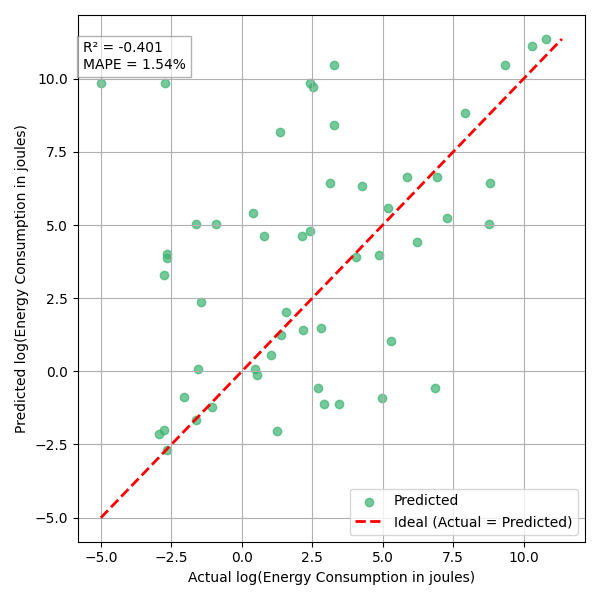 R² = -0.401
MAPE = 1.54%
10.0
7.5
5.0
2.5
0.0
−2.5
−5.0
Predicted log(Energy Consumption in joules)
Predicted
Ideal (Actual = Predicted)
−5.0 −2.5 0.0 2.5 5.0 7.5 10.0
Actual log(Energy Consumption in joules)